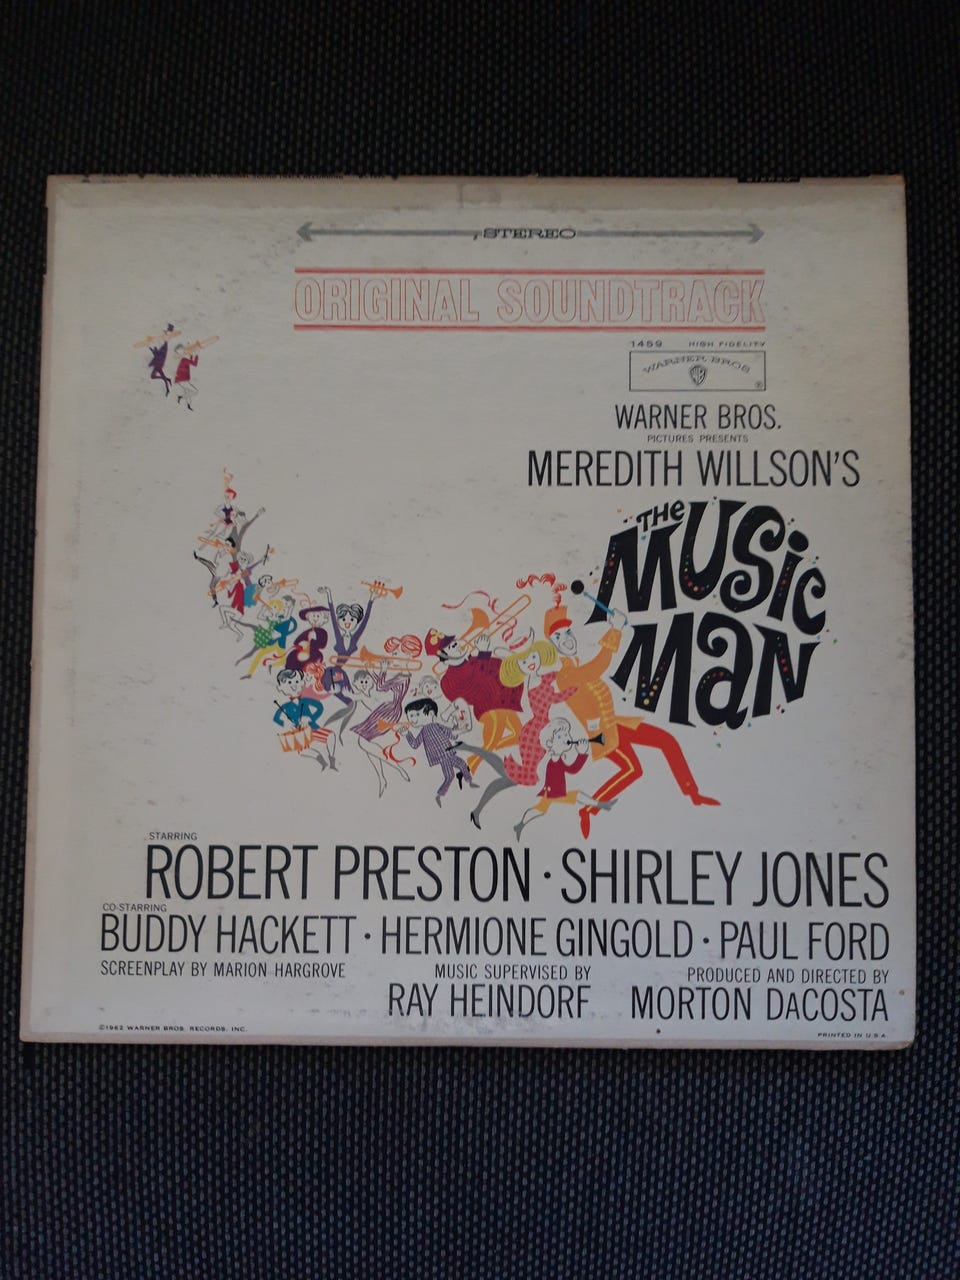 STEREO
ORIGINAL SOUNDTRACK
1459 HIGH FIDELITY
WARNER BROS
WB
®
WARNER BROS.
PICTURES PRESENTS
MEREDITH WILLSON'S
THE
MUSIC
MAN
STARRING
ROBERT PRESTON · SHIRLEY JONES
CO-STARRING
BUDDY HACKETT · HERMIONE GINGOLD · PAUL FORD
SCREENPLAY BY MARION HARGROVE
MUSIC SUPERVISED BY
RAY HEINDORF
PRODUCED AND DIRECTED BY
MORTON DaCOSTA
©1962 WARNER BROS. RECORDS, INC.
PRINTED IN U.S.A.